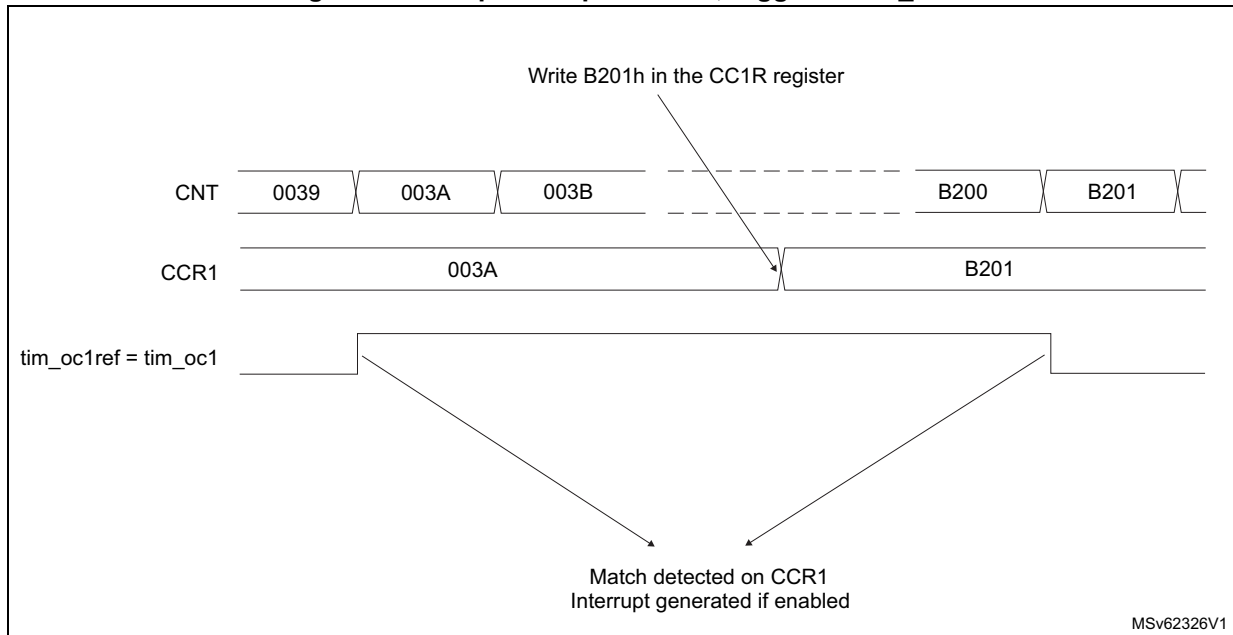 Write B201h in the CC1R register
CNT 0039 003A 003B B200 B201
CCR1 003A B201
tim_oc1ref = tim_oc1
Match detected on CCR1
Interrupt generated if enabled
MSv62326V1